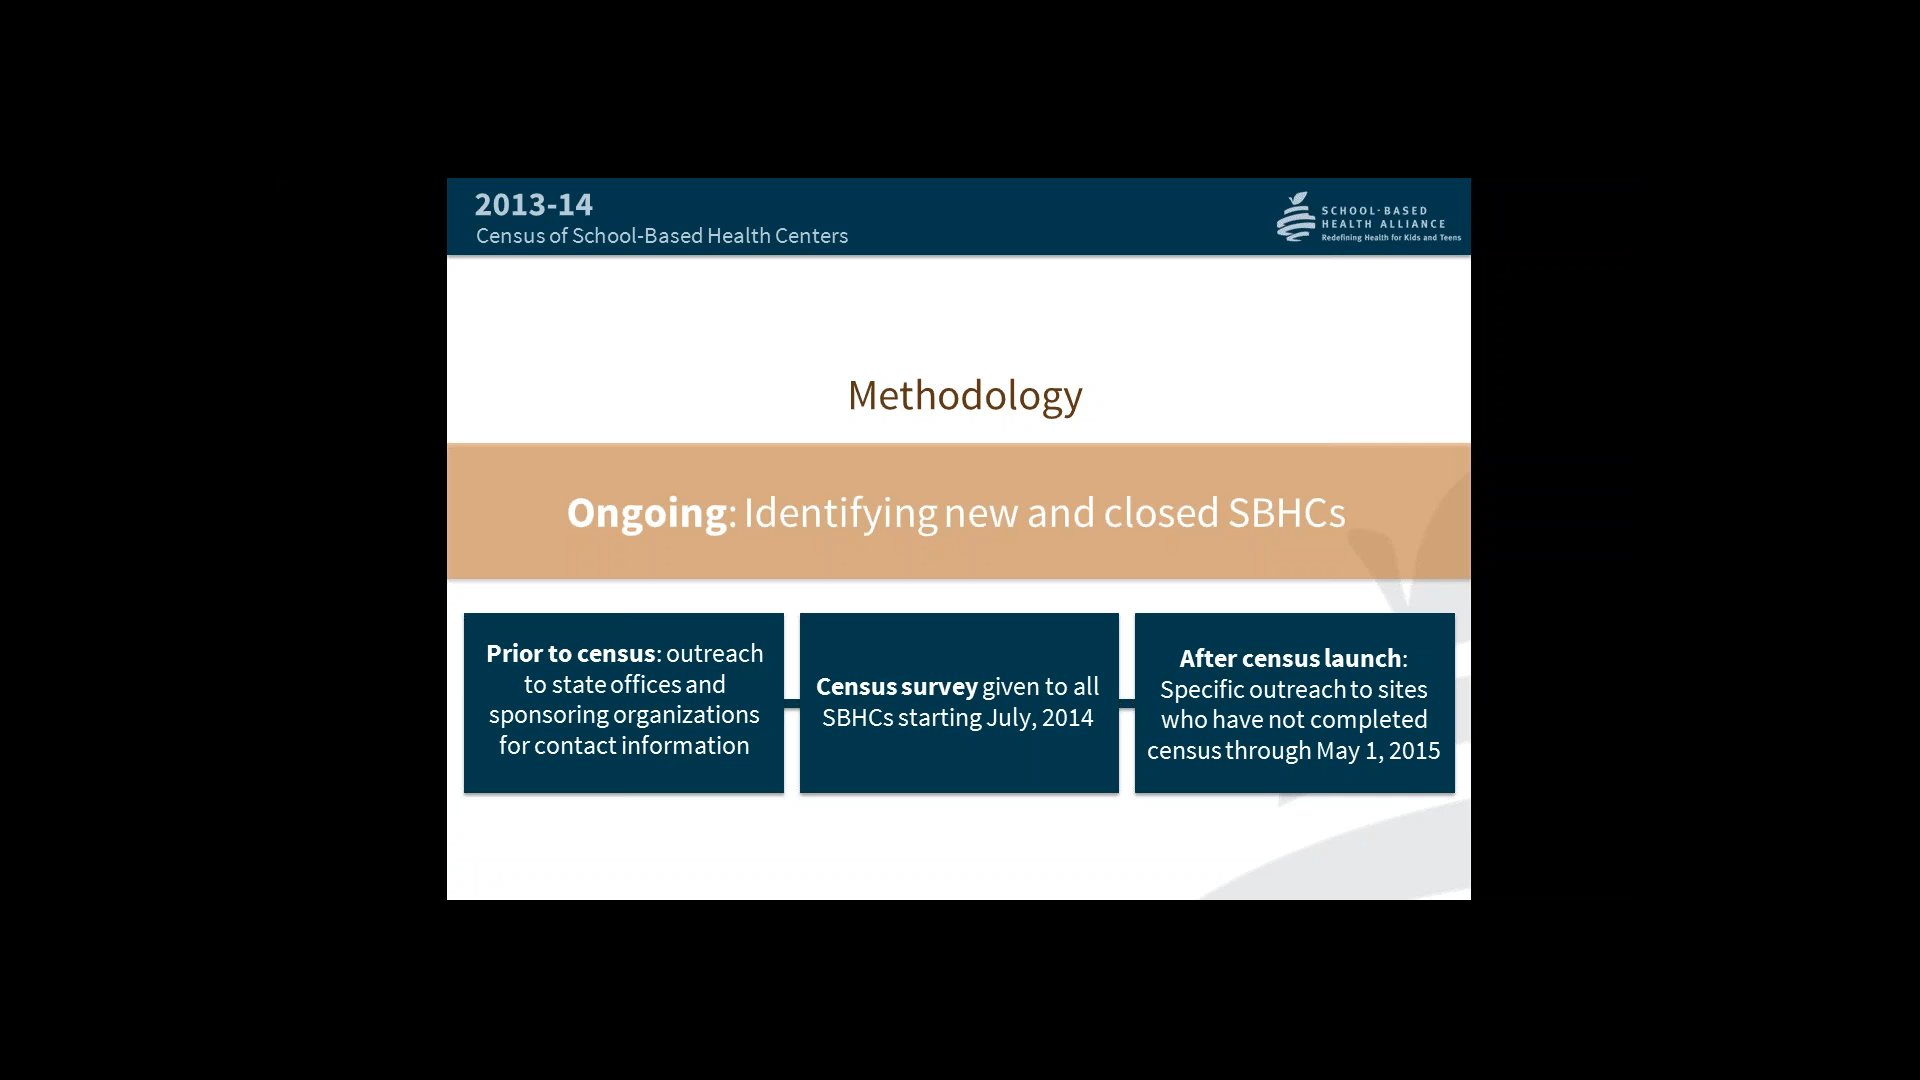 2013-14
Census of School-Based Health Centers
SCHOOL-BASED
HEALTH ALLIANCE
Redefining Health for Kids and Teens
Methodology
Ongoing: Identifying new and closed SBHCs
Prior to census: outreach
to state offices and
sponsoring organizations
for contact information
Census survey given to all
SBHCs starting July, 2014
After census launch:
Specific outreach to sites
who have not completed
census through May 1, 2015